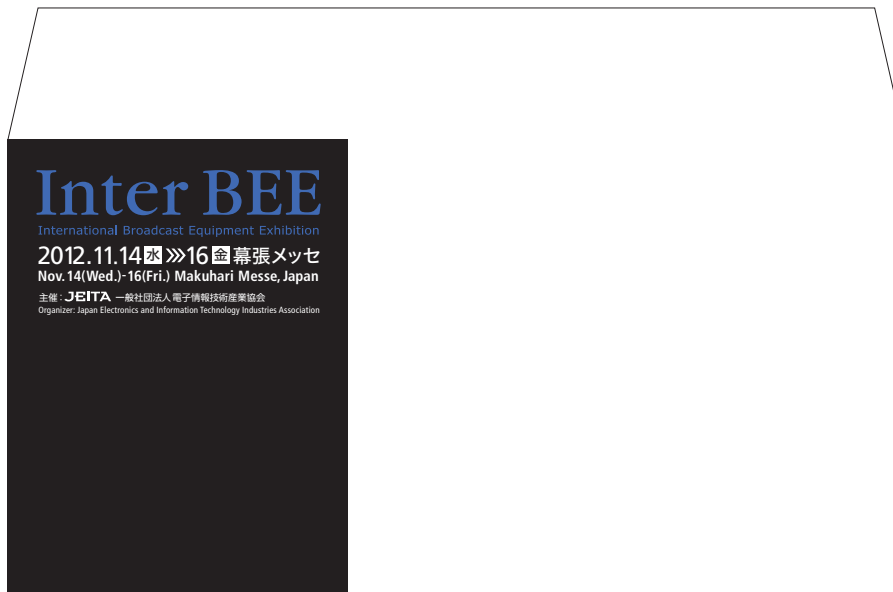 Inter BEE
International Broadcast Equipment Exhibition
2012.11.14 水 >>> 16 金 幕張メッセ
Nov. 14(Wed.)-16(Fri.) Makuhari Messe, Japan
主催：JEITA 一般社団法人 電子情報技術産業協会
Organizer: Japan Electronics and Information Technology Industries Association